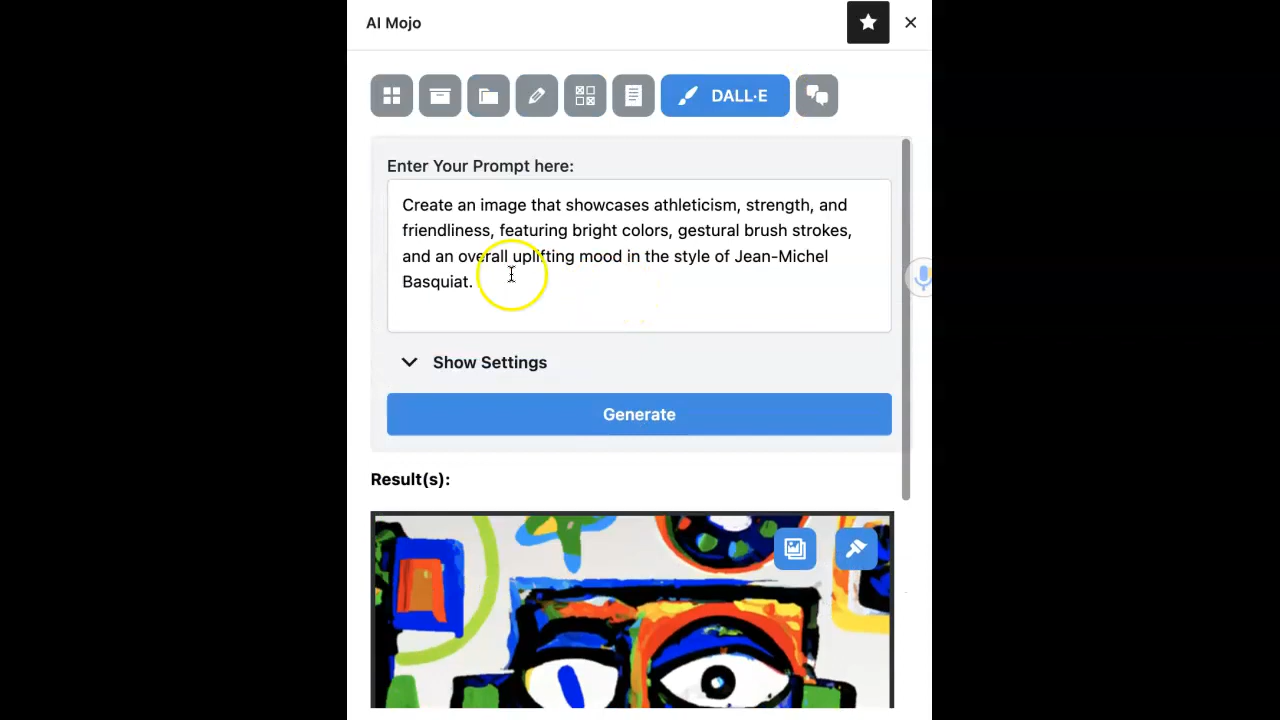 AI Mojo
DALL·E
Enter Your Prompt here:
Create an image that showcases athleticism, strength, and
friendliness, featuring bright colors, gestural brush strokes,
and an overall uplifting mood in the style of Jean-Michel
Basquiat.
Show Settings
Generate
Result(s):